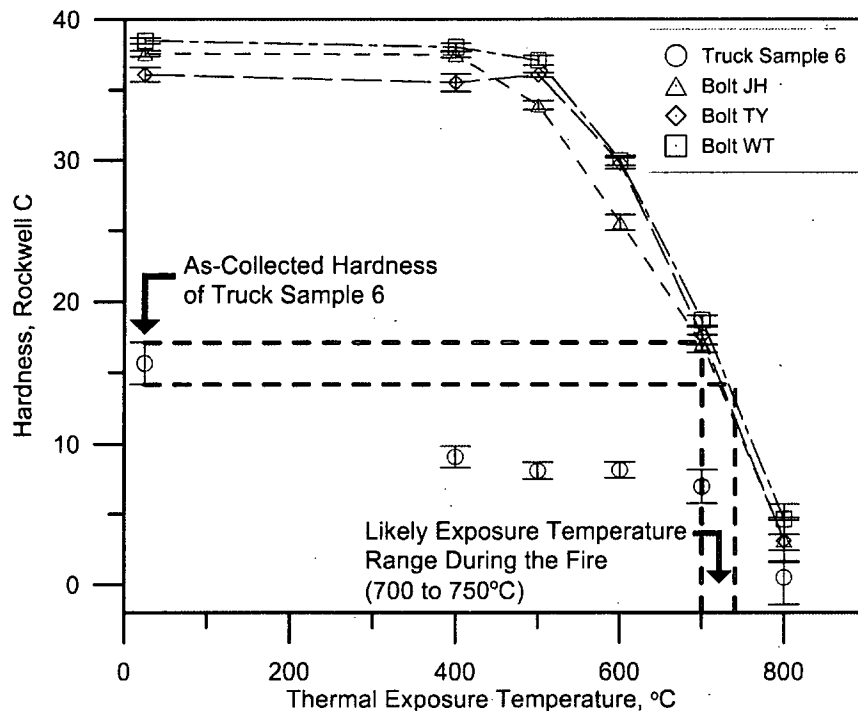 40
30
20
10
0
Hardness, Rockwell C
Truck Sample 6
Bolt JH
Bolt TY
Bolt WT
As-Collected Hardness
of Truck Sample 6
Likely Exposure Temperature
Range During the Fire
(700 to 750ºC)
0
200
400
600
800
Thermal Exposure Temperature, ºC